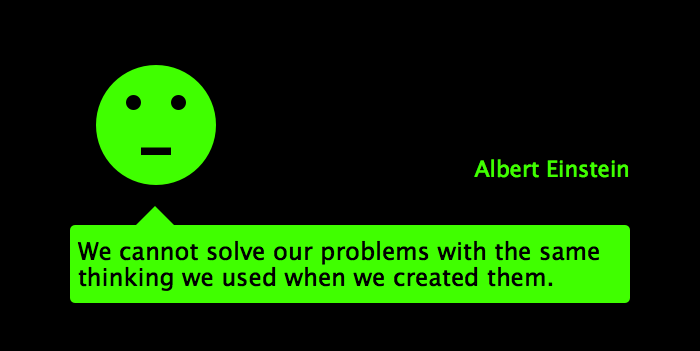 Albert Einstein
We cannot solve our problems with the same
thinking we used when we created them.